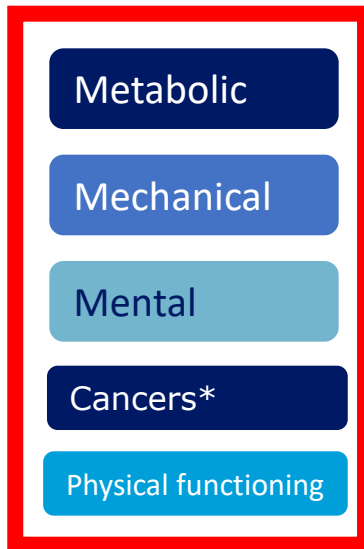 Metabolic
Mechanical
Mental
Cancers*
Physical functioning